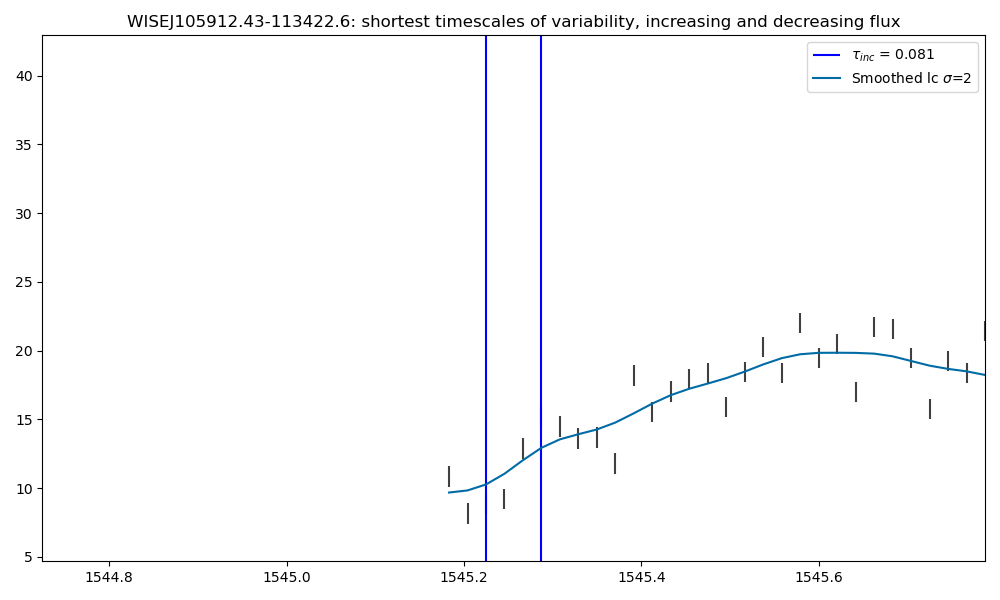 WISEJ105912.43-113422.6: shortest timescales of variability, increasing and decreasing flux
τinc = 0.081
Smoothed lc σ=2
40
35
30
25
20
15
10
5
1544.8 1545.0 1545.2 1545.4 1545.6